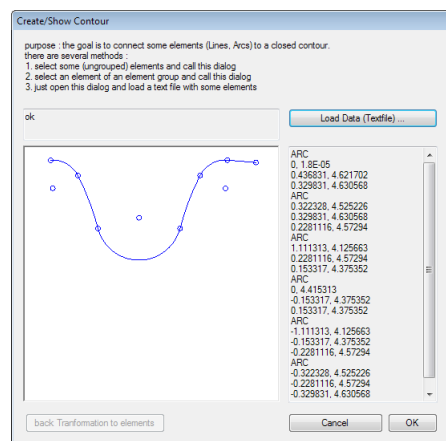 Create/Show Contour
purpose : the goal is to connect some elements (Lines, Arcs) to a closed contour.
there are several methods :
1. select some (ungrouped) elements and call this dialog
2. select an element of an element group and call this dialog
3. just open this dialog and load a text file with some elements
ok
Load Data (Textfile) ...
ARC
0, 1.8E-05
0.436831, 4.621702
0.329831, 4.630568
ARC
0.322328, 4.525226
0.329831, 4.630568
0.2281116, 4.57294
ARC
1.111313, 4.125663
0.2281116, 4.57294
0.153317, 4.375352
ARC
0, 4.415313
-0.153317, 4.375352
0.153317, 4.375352
ARC
-1.111313, 4.125663
-0.153317, 4.375352
-0.2281116, 4.57294
ARC
-0.322328, 4.525226
-0.2281116, 4.57294
-0.329831, 4.630568
back Tranformation to elements
Cancel
OK